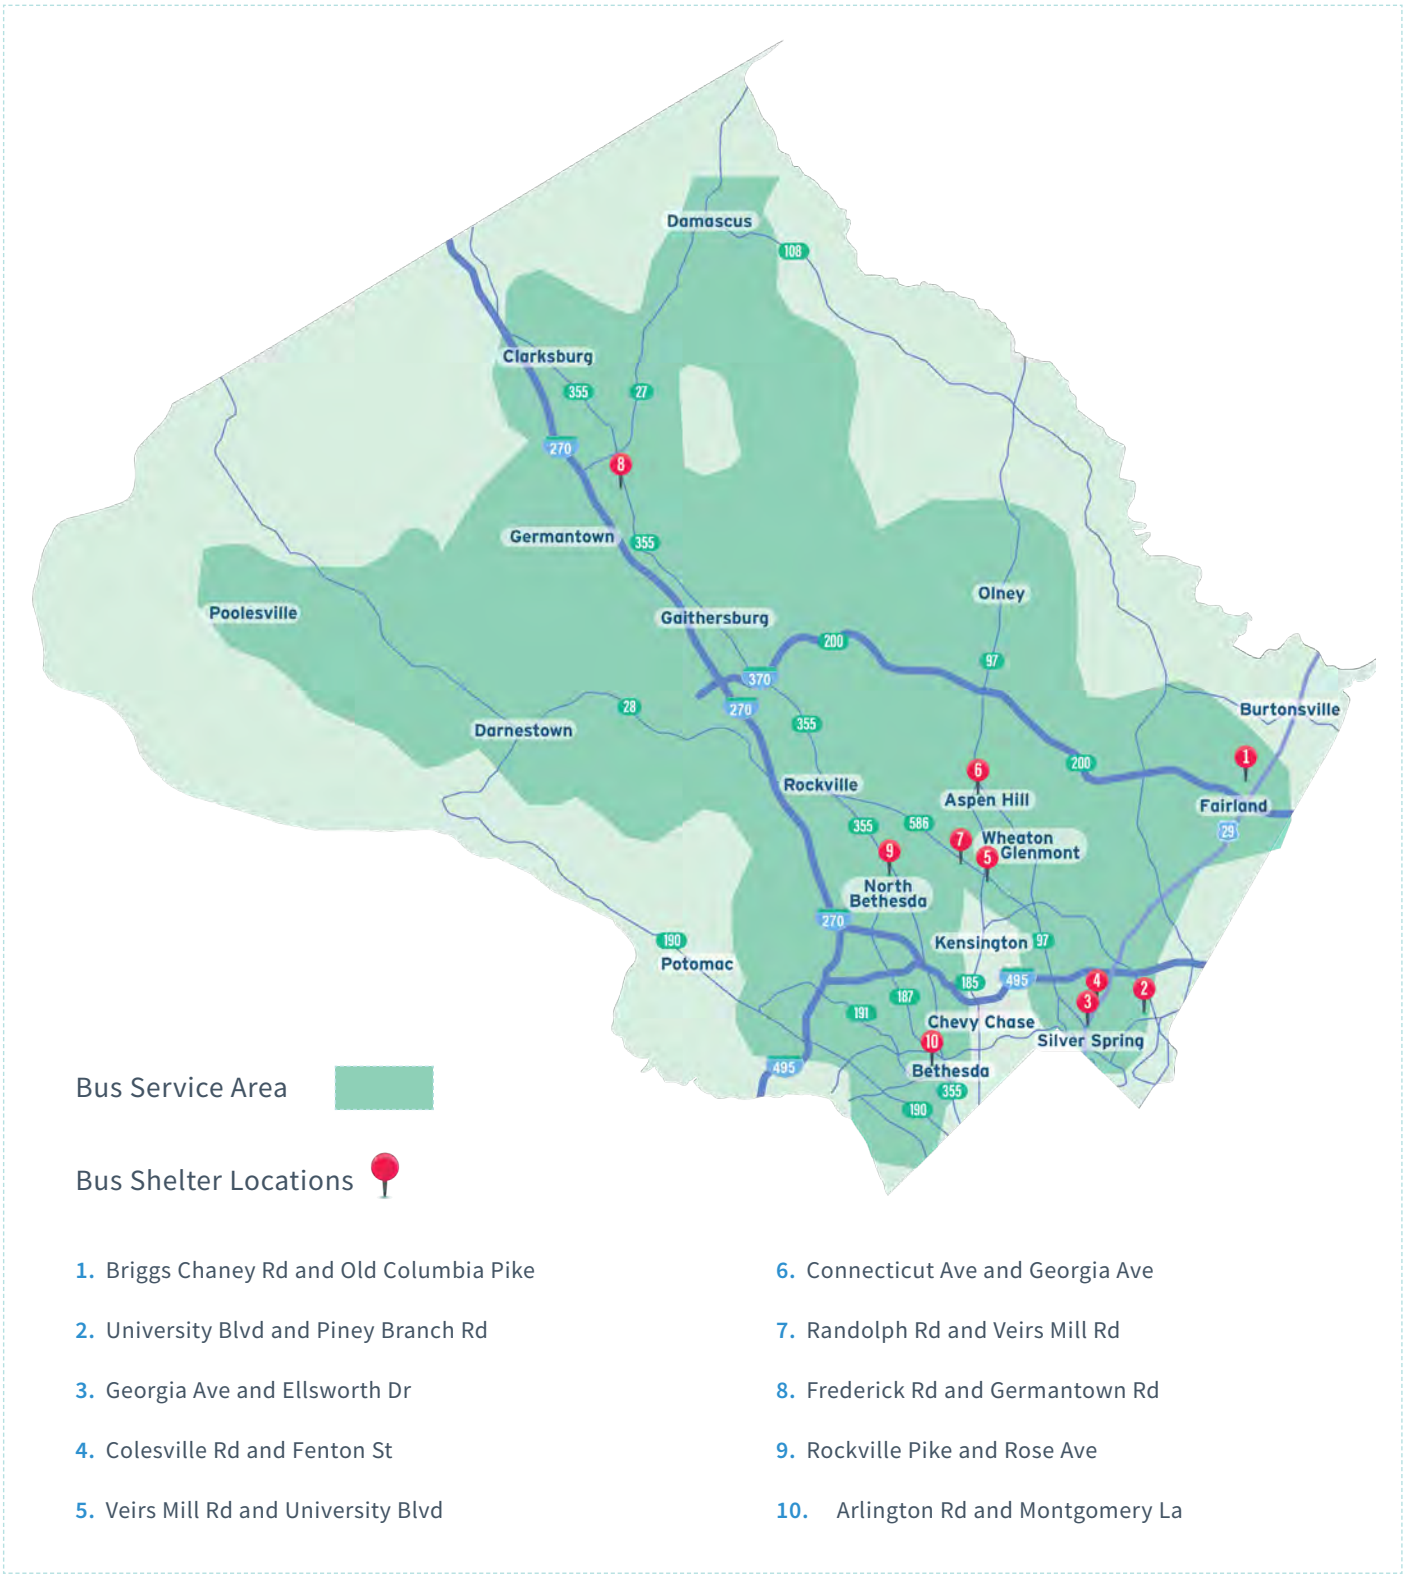 Damascus
108
Clarksburg
355
27
270
8
Germantown
355
Olney
Poolesville
Gaithersburg
200
97
370
28
270
Burtonsville
355
Darnestown
1
200
6
Rockville
Aspen Hill
Fairland
355
586
29
7
Wheaton
9
5
Glenmont
North
Bethesda
270
190
Kensington
97
Potomac
185
495
4
2
187
3
191
Chevy Chase
10
Silver Spring
495
Bethesda
355
190
Bus Service Area
Bus Shelter Locations
1. Briggs Chaney Rd and Old Columbia Pike
2. University Blvd and Piney Branch Rd
3. Georgia Ave and Ellsworth Dr
4. Colesville Rd and Fenton St
5. Veirs Mill Rd and University Blvd
6. Connecticut Ave and Georgia Ave
7. Randolph Rd and Veirs Mill Rd
8. Frederick Rd and Germantown Rd
9. Rockville Pike and Rose Ave
10. Arlington Rd and Montgomery La